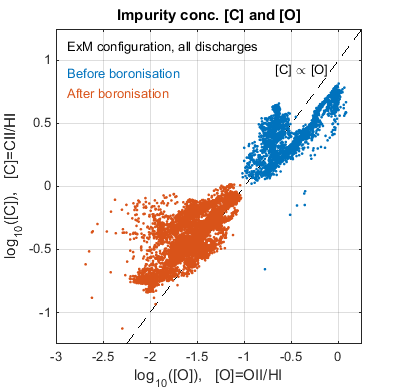 Impurity conc. [C] and [O]
ExM configuration, all discharges
Before boronisation
After boronisation
[C] ∝ [O]
log10([C]), [C]=CII/HI
1
0.5
0
-0.5
-1
-3 -2.5 -2 -1.5 -1 -0.5 0
log10([O]), [O]=OII/HI